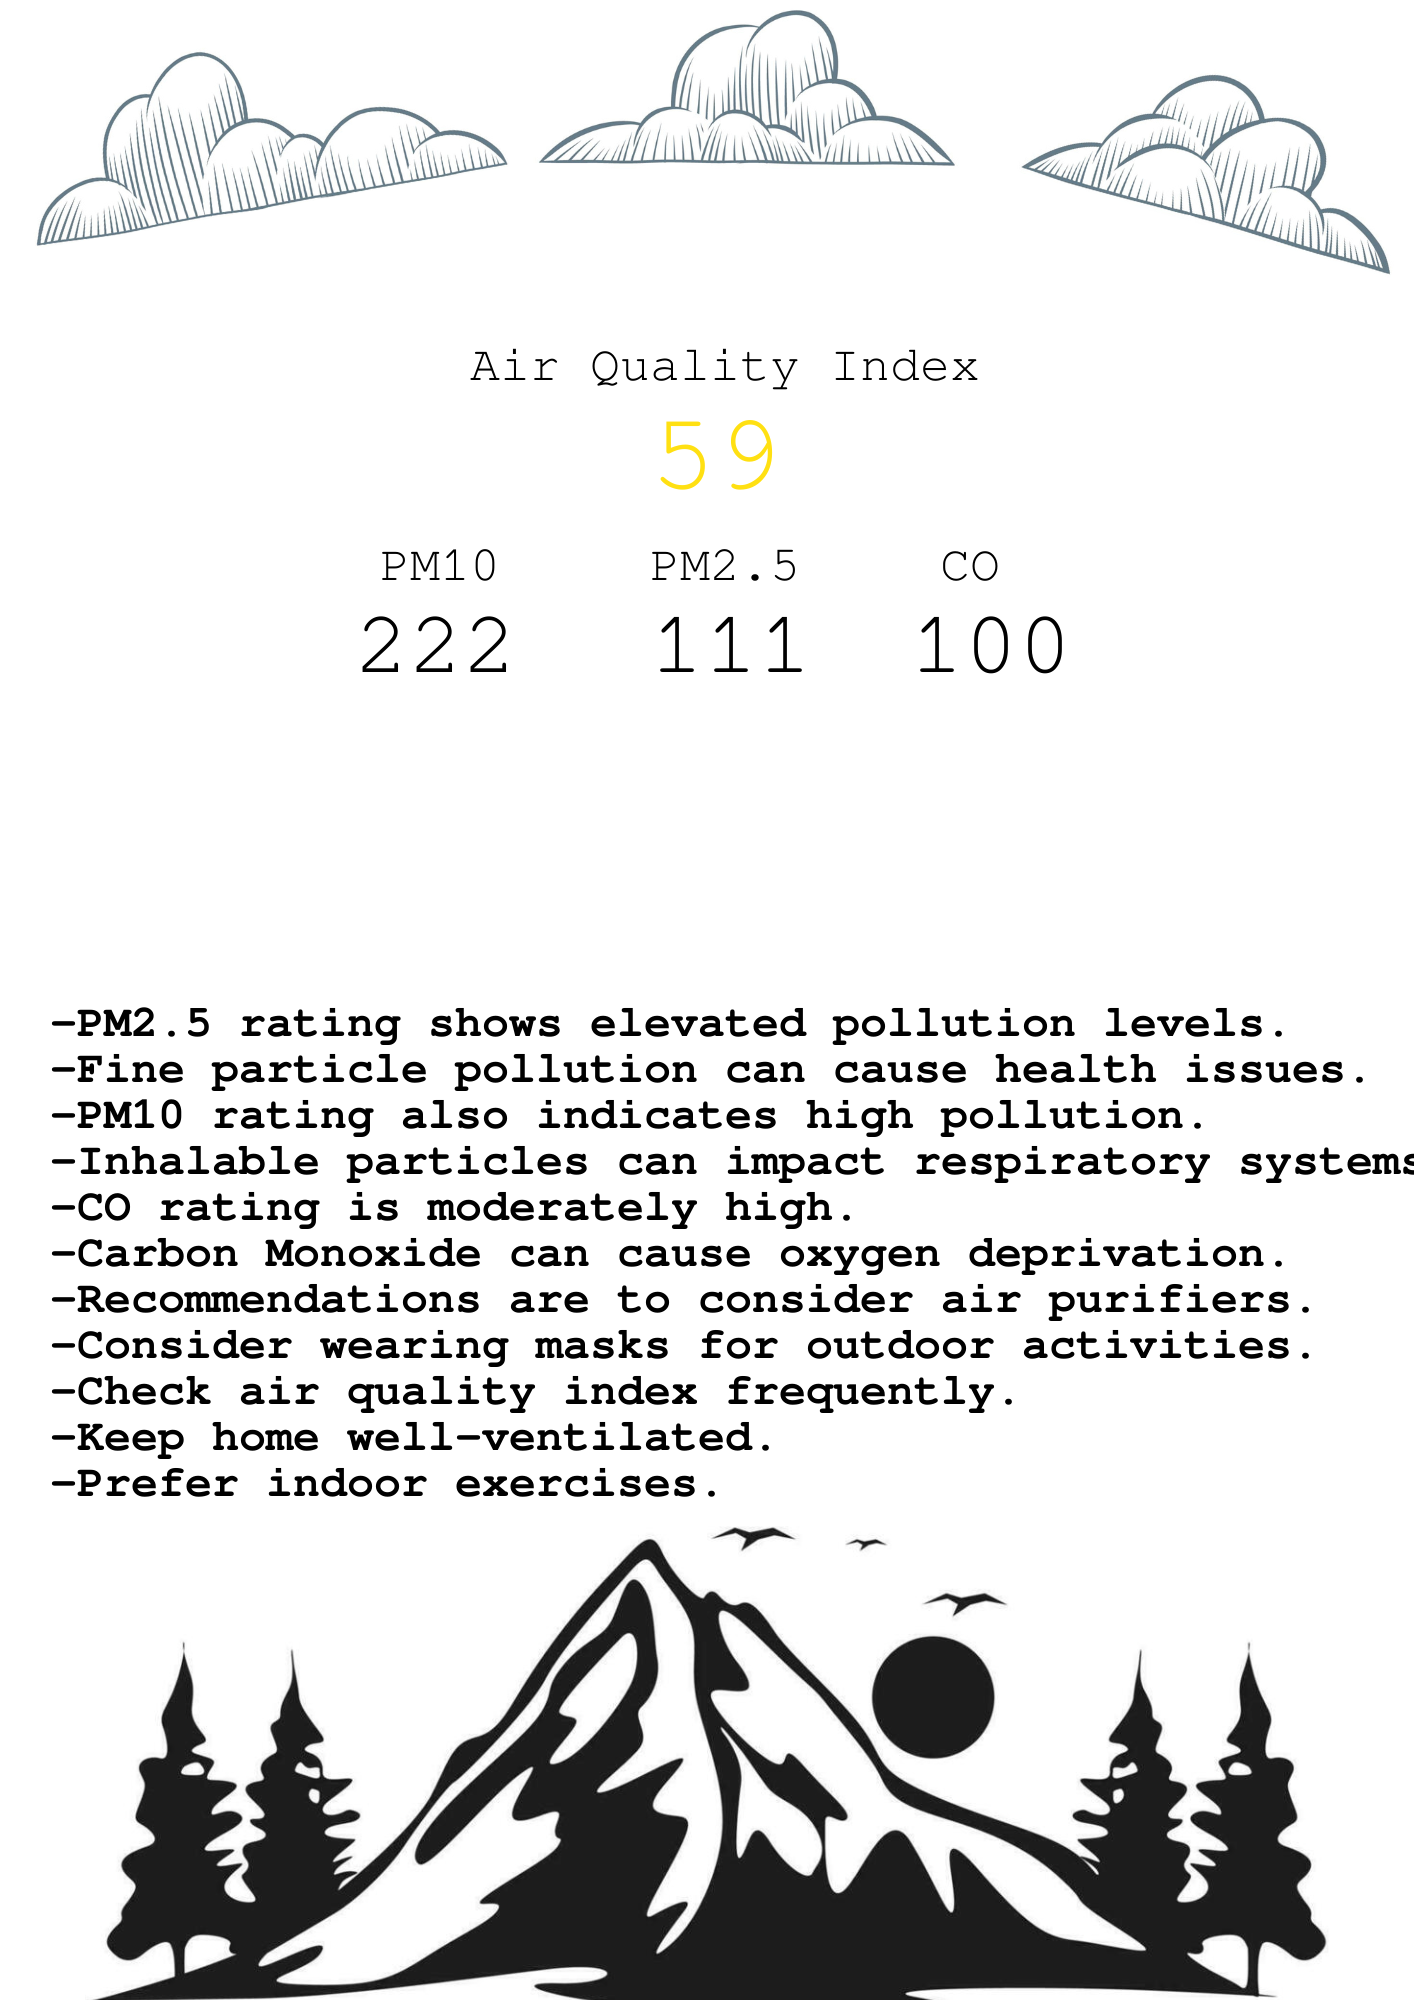 Air Quality Index
59
PM10 PM2.5 CO
222 111 100
-PM2.5 rating shows elevated pollution levels.
-Fine particle pollution can cause health issues.
-PM10 rating also indicates high pollution.
-Inhalable particles can impact respiratory systems
-CO rating is moderately high.
-Carbon Monoxide can cause oxygen deprivation.
-Recommendations are to consider air purifiers.
-Consider wearing masks for outdoor activities.
-Check air quality index frequently.
-Keep home well-ventilated.
-Prefer indoor exercises.